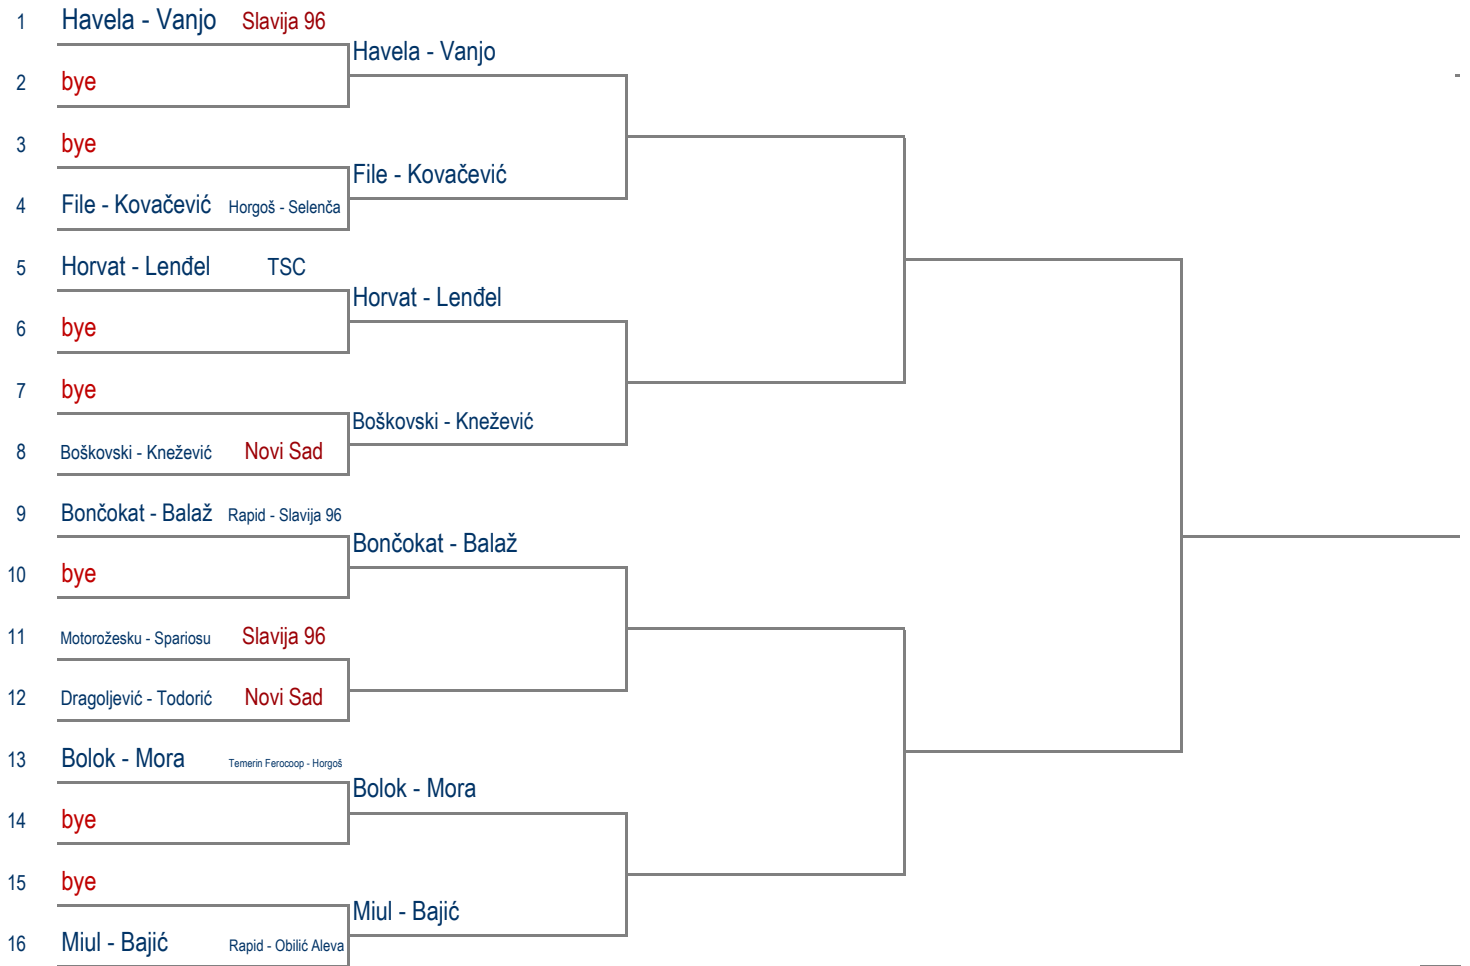 1 Havela - Vanjo Slavija 96
Havela - Vanjo
2 bye
3 bye
File - Kovačević
4 File - Kovačević Horgoš - Selenča
5 Horvat - Lenđel TSC
Horvat - Lenđel
6 bye
7 bye
Boškovski - Knežević
8 Boškovski - Knežević Novi Sad
9 Bončokat - Balaž Rapid - Slavija 96
Bončokat - Balaž
10 bye
11 Motorožesku - Spariosu Slavija 96
12 Dragoljević - Todorić Novi Sad
13 Bolok - Mora Temerin Ferocoop - Horgoš
Bolok - Mora
14 bye
15 bye
Miul - Bajić
16 Miul - Bajić Rapid - Obilić Aleva